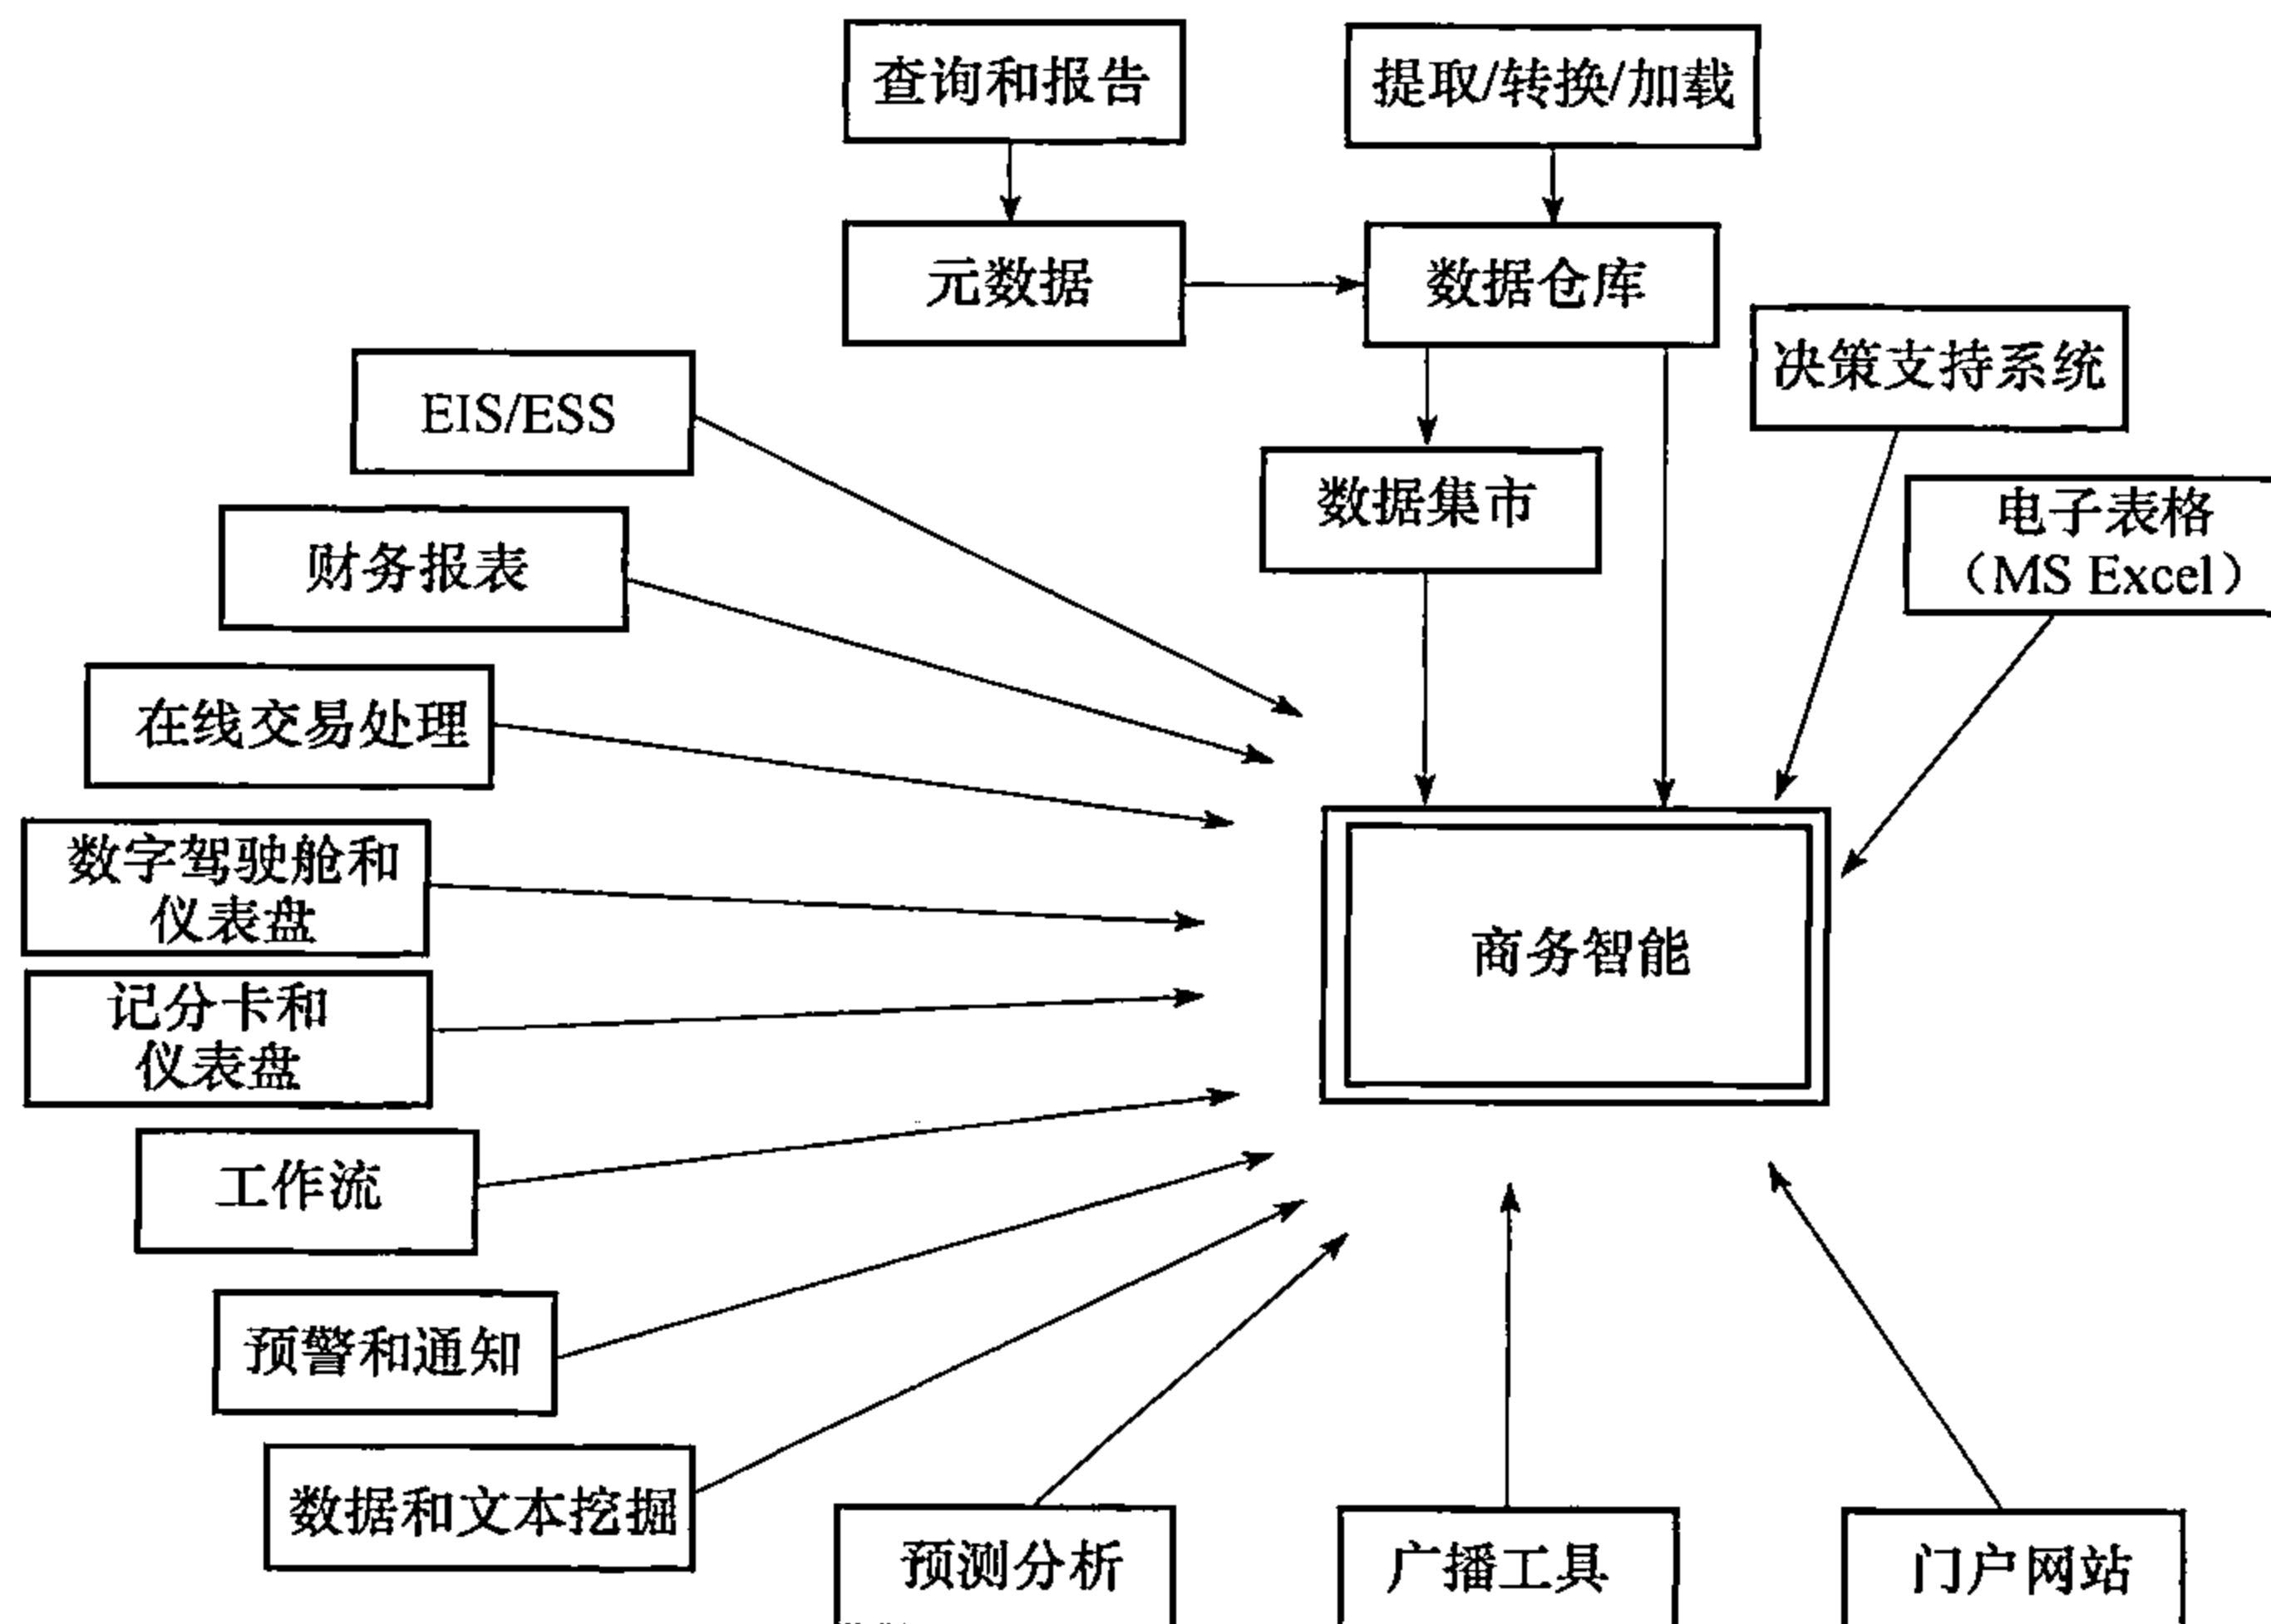 查询和报告
提取/转换/加载
元数据
数据仓库
决策支持系统
EIS/ESS
数据集市
电子表格
（MS Excel）
财务报表
在线交易处理
数字驾驶舱和
仪表盘
商务智能
记分卡和
仪表盘
工作流
预警和通知
数据和文本挖掘
预测分析
广播工具
门户网站